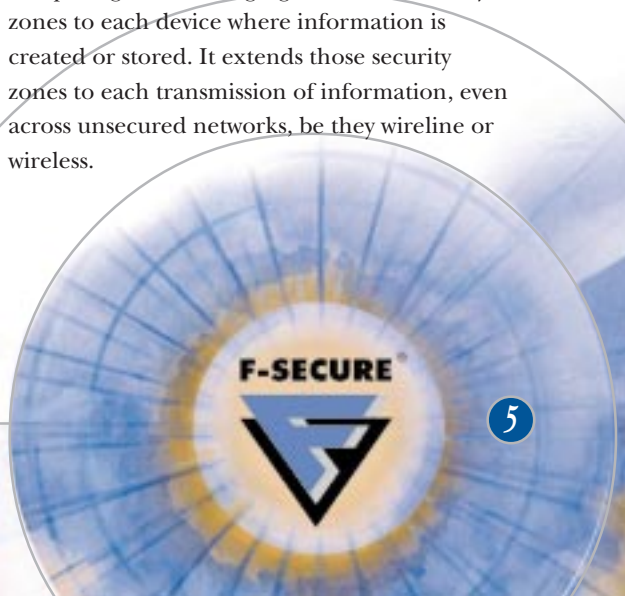 zones to each device where information is
created or stored. It extends those security
zones to each transmission of information, even
across unsecured networks, be they wireline or
wireless.
F-SECURE®
5